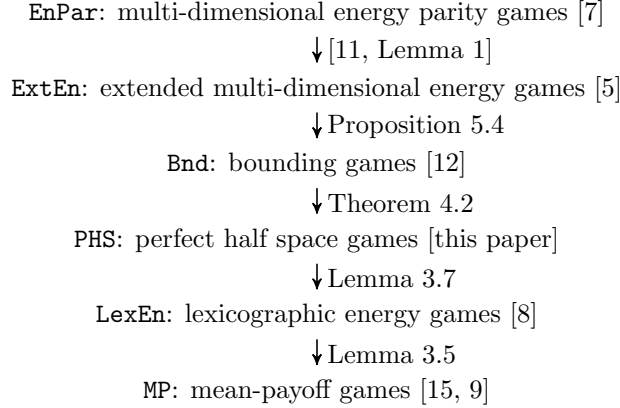 EnPar: multi-dimensional energy parity games [7]
[11, Lemma 1]
ExtEn: extended multi-dimensional energy games [5]
Proposition 5.4
Bnd: bounding games [12]
Theorem 4.2
PHS: perfect half space games [this paper]
Lemma 3.7
LexEn: lexicographic energy games [8]
Lemma 3.5
MP: mean-payoff games [15, 9]